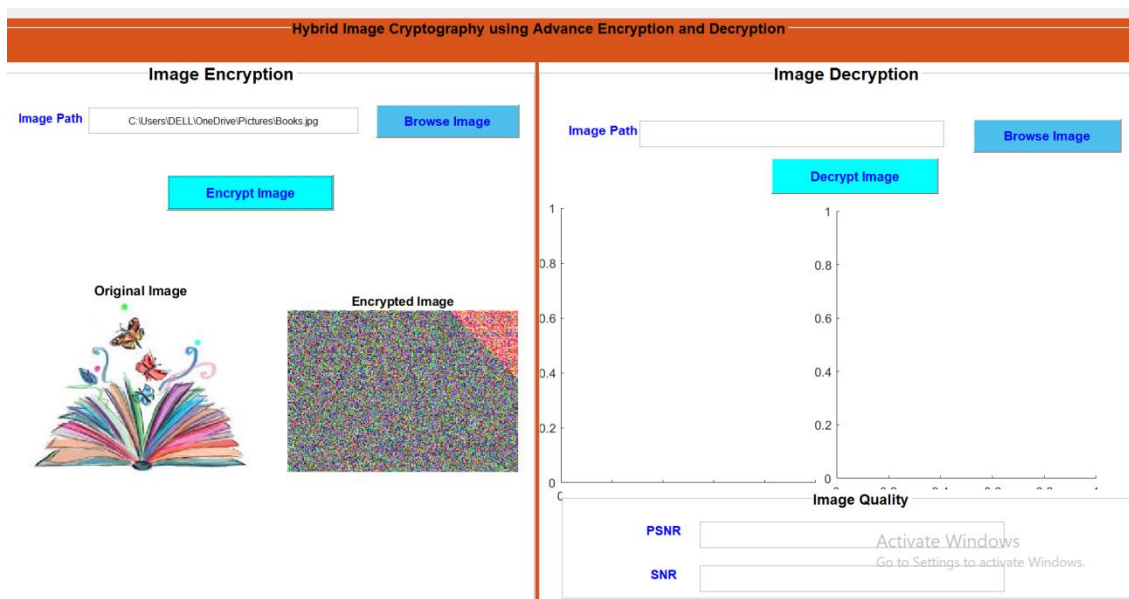 Hybrid Image Cryptography using Advance Encryption and Decryption
Image Encryption
Image Path
C:\Users\DELL\OneDrive\Pictures\Books.jpg
Browse Image
Encrypt Image
Original Image
Encrypted Image
Image Decryption
Image Path
Browse Image
Decrypt Image
1
0.8
0.6
0.4
0.2
0
1
0.8
0.6
0.4
0.2
0
Image Quality
PSNR
SNR
Activate Windows
Go to Settings to activate Windows.